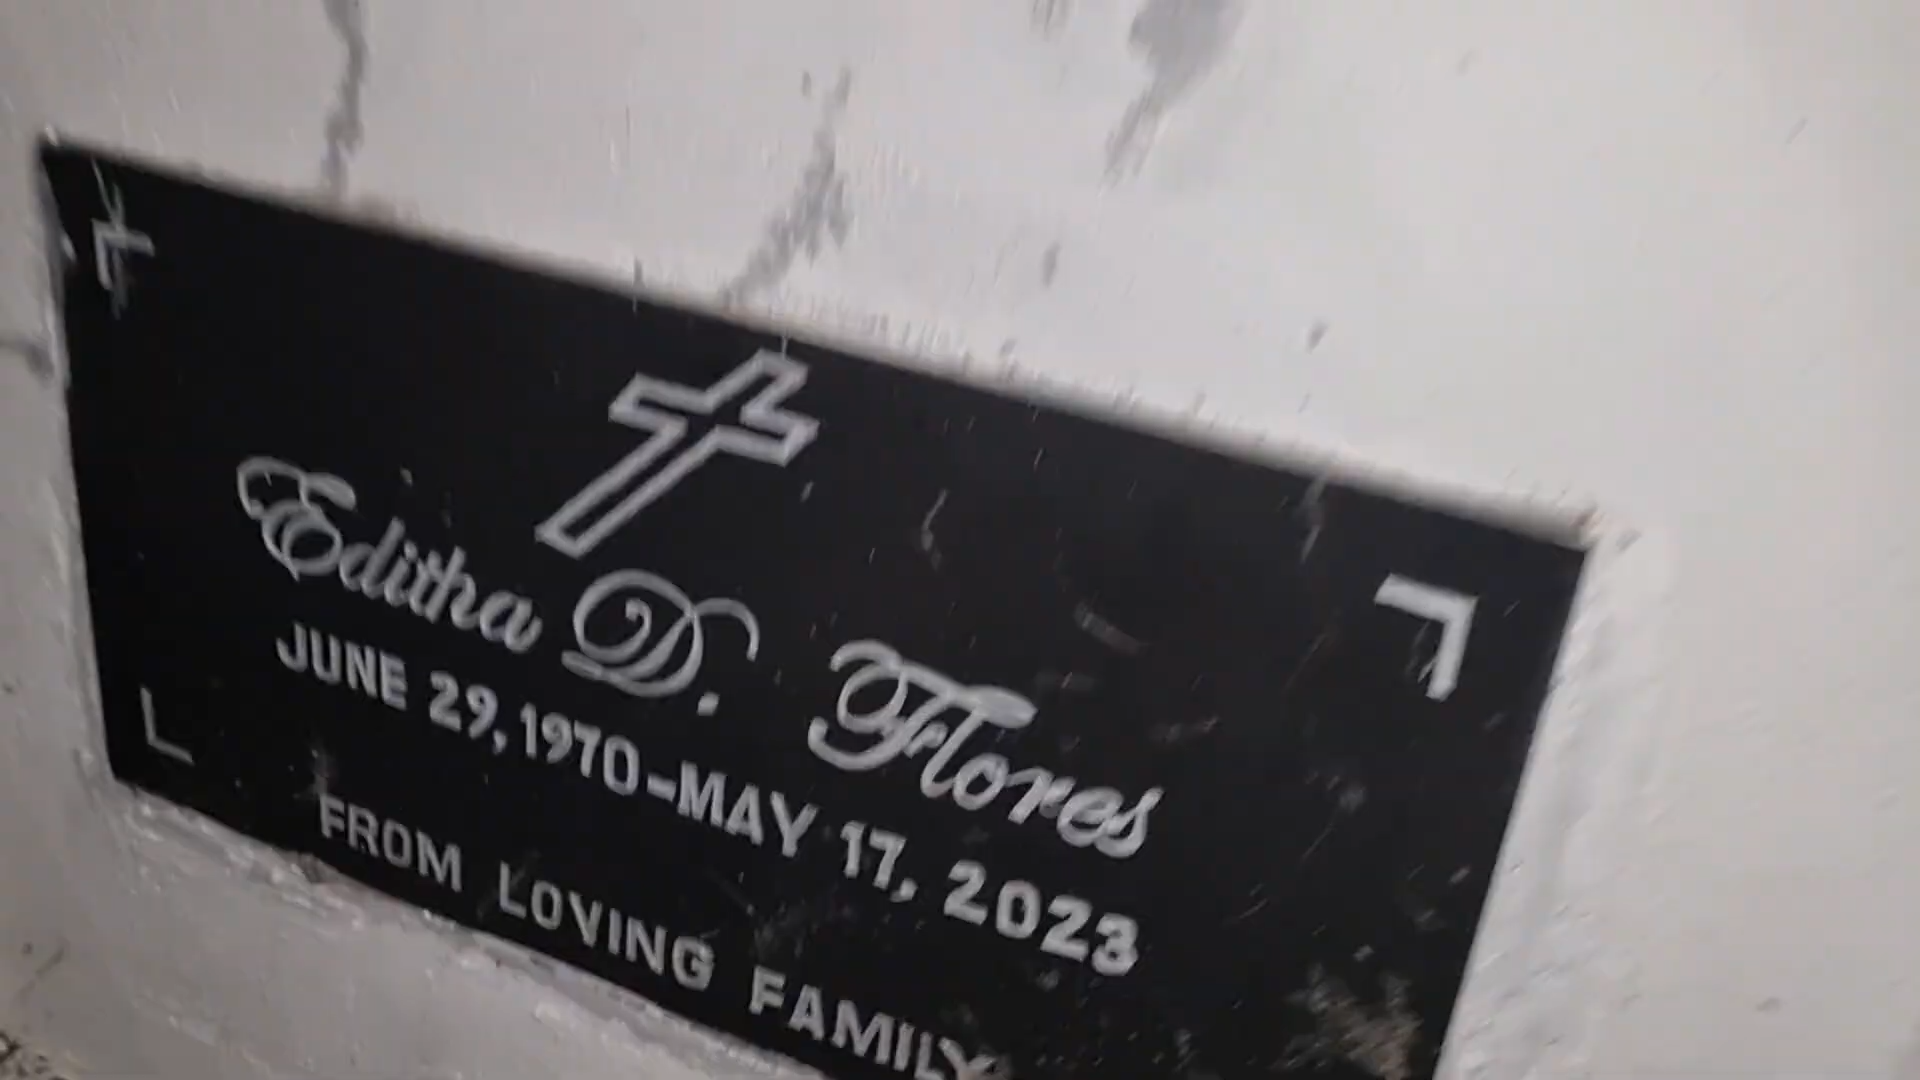 Editha D. Flores
JUNE 29, 1970-MAY 17, 2023
FROM LOVING FAMILY